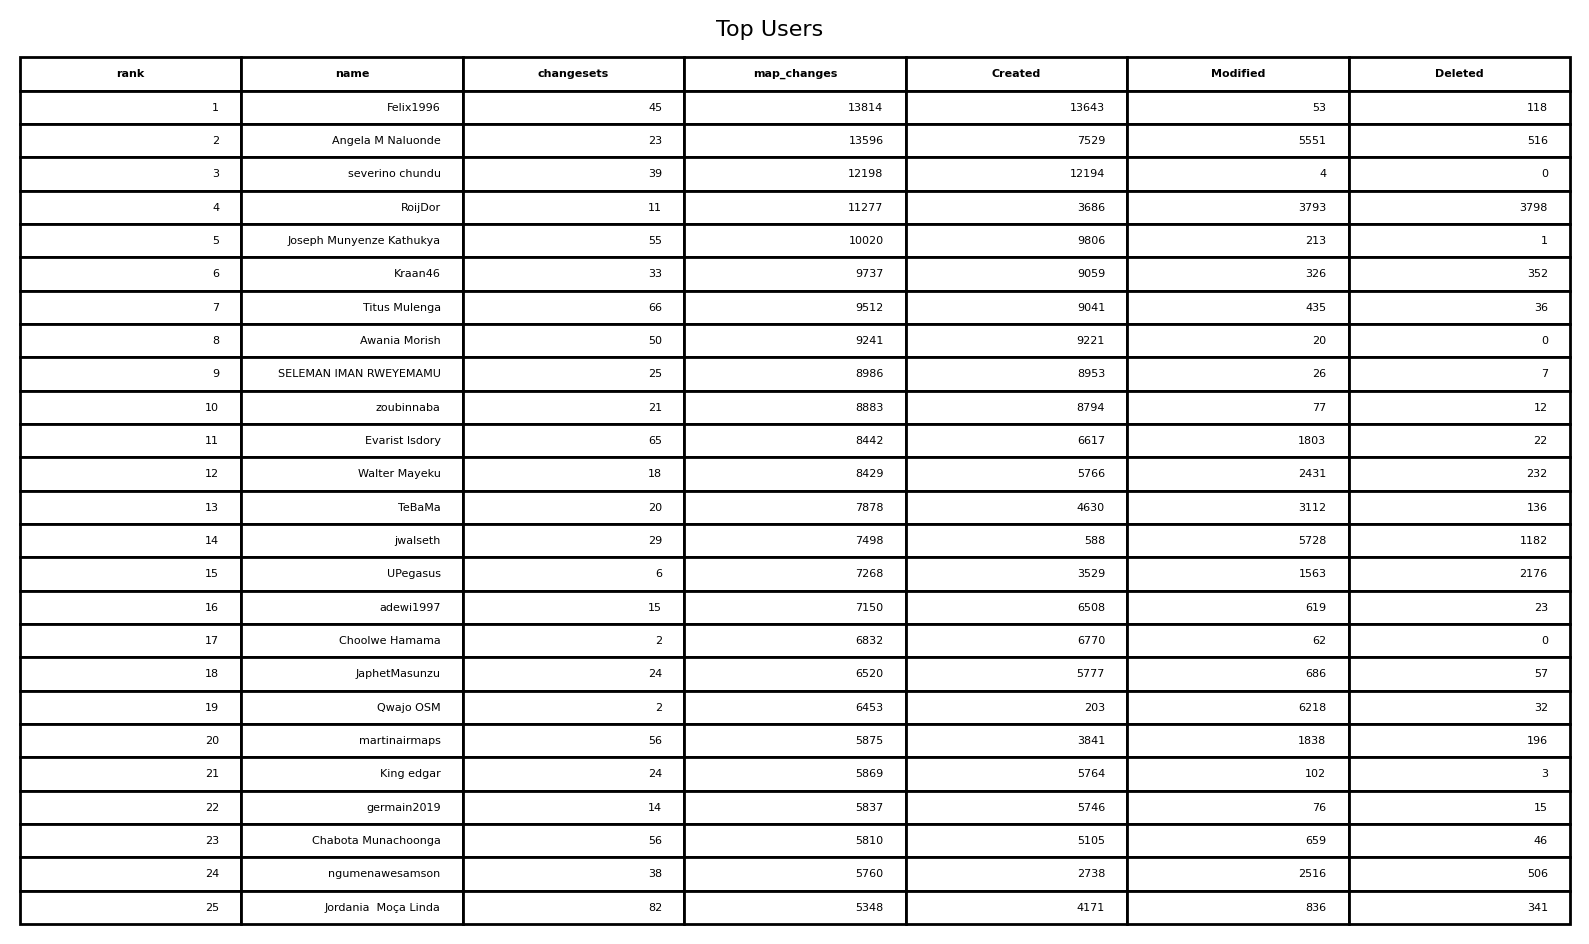 Top Users
rank name changesets map_changes Created Modified Deleted
1 Felix1996 45 13814 13643 53 118
2 Angela M Naluonde 23 13596 7529 5551 516
3 severino chundu 39 12198 12194 4 0
4 RoijDor 11 11277 3686 3793 3798
5 Joseph Munyenze Kathukya 55 10020 9806 213 1
6 Kraan46 33 9737 9059 326 352
7 Titus Mulenga 66 9512 9041 435 36
8 Awania Morish 50 9241 9221 20 0
9 SELEMAN IMAN RWEYEMAMU 25 8986 8953 26 7
10 zoubinnaba 21 8883 8794 77 12
11 Evarist Isdory 65 8442 6617 1803 22
12 Walter Mayeku 18 8429 5766 2431 232
13 TeBaMa 20 7878 4630 3112 136
14 jwalseth 29 7498 588 5728 1182
15 UPegasus 6 7268 3529 1563 2176
16 adewi1997 15 7150 6508 619 23
17 Choolwe Hamama 2 6832 6770 62 0
18 JaphetMasunzu 24 6520 5777 686 57
19 Qwajo OSM 2 6453 203 6218 32
20 martinairmaps 56 5875 3841 1838 196
21 King edgar 24 5869 5764 102 3
22 germain2019 14 5837 5746 76 15
23 Chabota Munachoonga 56 5810 5105 659 46
24 ngumenawesamson 38 5760 2738 2516 506
25 Jordania  Moça Linda 82 5348 4171 836 341